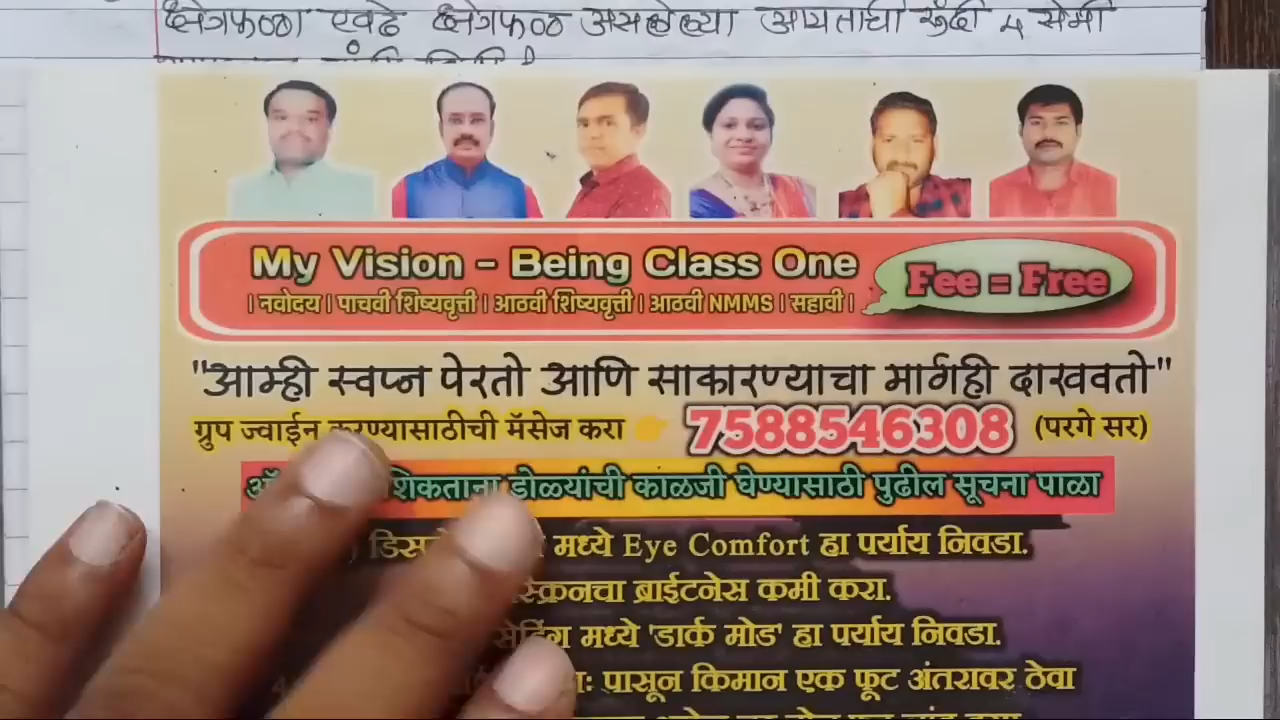 क्षेत्रफळा एवढे क्षेत्रफळ असलेल्या आयताची रुंदी 4 सेमी
My Vision - Being Class One
Fee = Free
। नवोदय । पाचवी शिष्यवृत्ती । आठवी शिष्यवृत्ती । आठवी NMMS । सहावी ।
"आम्ही स्वप्न पेरतो आणि साकारण्याचा मार्गही दाखवतो"
ग्रुप ज्वाईन करण्यासाठीची मॅसेज करा 👉 7588546308 (परगे सर)
शिकताना डोळ्यांची काळजी घेण्यासाठी पुढील सूचना पाळा
मध्ये Eye Comfort हा पर्याय निवडा.
स्क्रिनचा ब्राईटनेस कमी करा.
सेटिंग मध्ये 'डार्क मोड' हा पर्याय निवडा.
पासून किमान एक फूट अंतरावर ठेवा